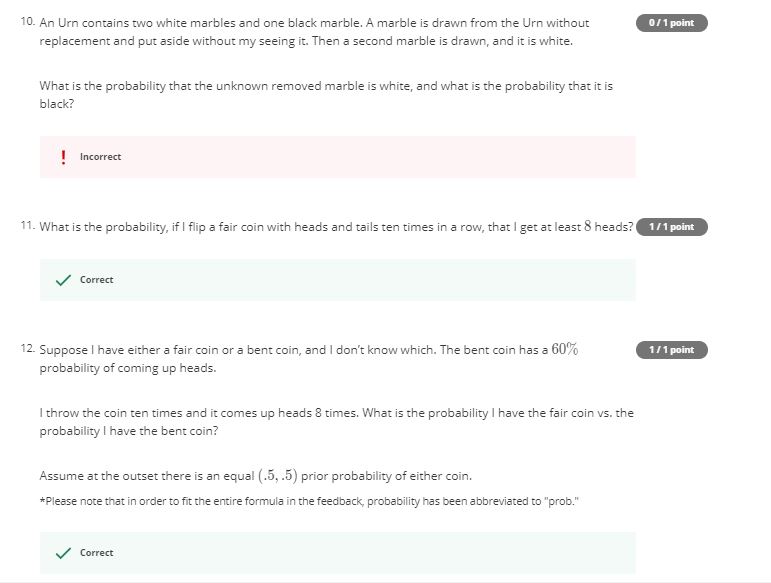 10. An Urn contains two white marbles and one black marble. A marble is drawn from the Urn without
0 / 1 point
replacement and put aside without my seeing it. Then a second marble is drawn, and it is white.
What is the probability that the unknown removed marble is white, and what is the probability that it is
black?
! Incorrect
11. What is the probability, if I flip a fair coin with heads and tails ten times in a row, that I get at least 8 heads?
1 / 1 point
Correct
12. Suppose I have either a fair coin or a bent coin, and I don't know which. The bent coin has a 60%
1 / 1 point
probability of coming up heads.
I throw the coin ten times and it comes up heads 8 times. What is the probability I have the fair coin vs. the
probability I have the bent coin?
Assume at the outset there is an equal (.5, .5) prior probability of either coin.
*Please note that in order to fit the entire formula in the feedback, probability has been abbreviated to "prob."
Correct